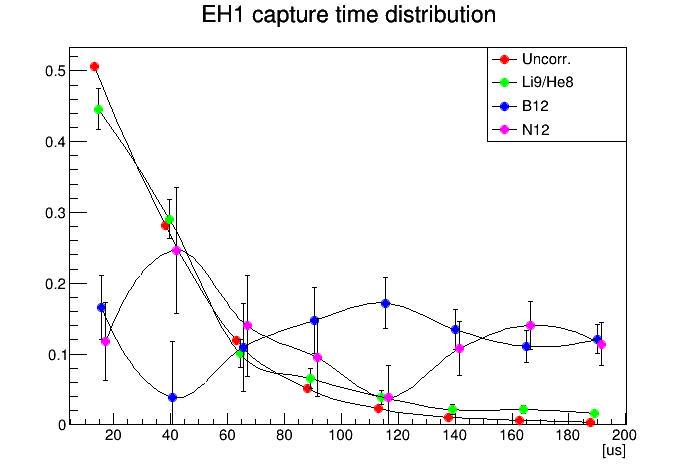 EH1 capture time distribution
Uncorr.
Li9/He8
B12
N12
0.5
0.4
0.3
0.2
0.1
0
20 40 60 80 100 120 140 160 180 200
[us]